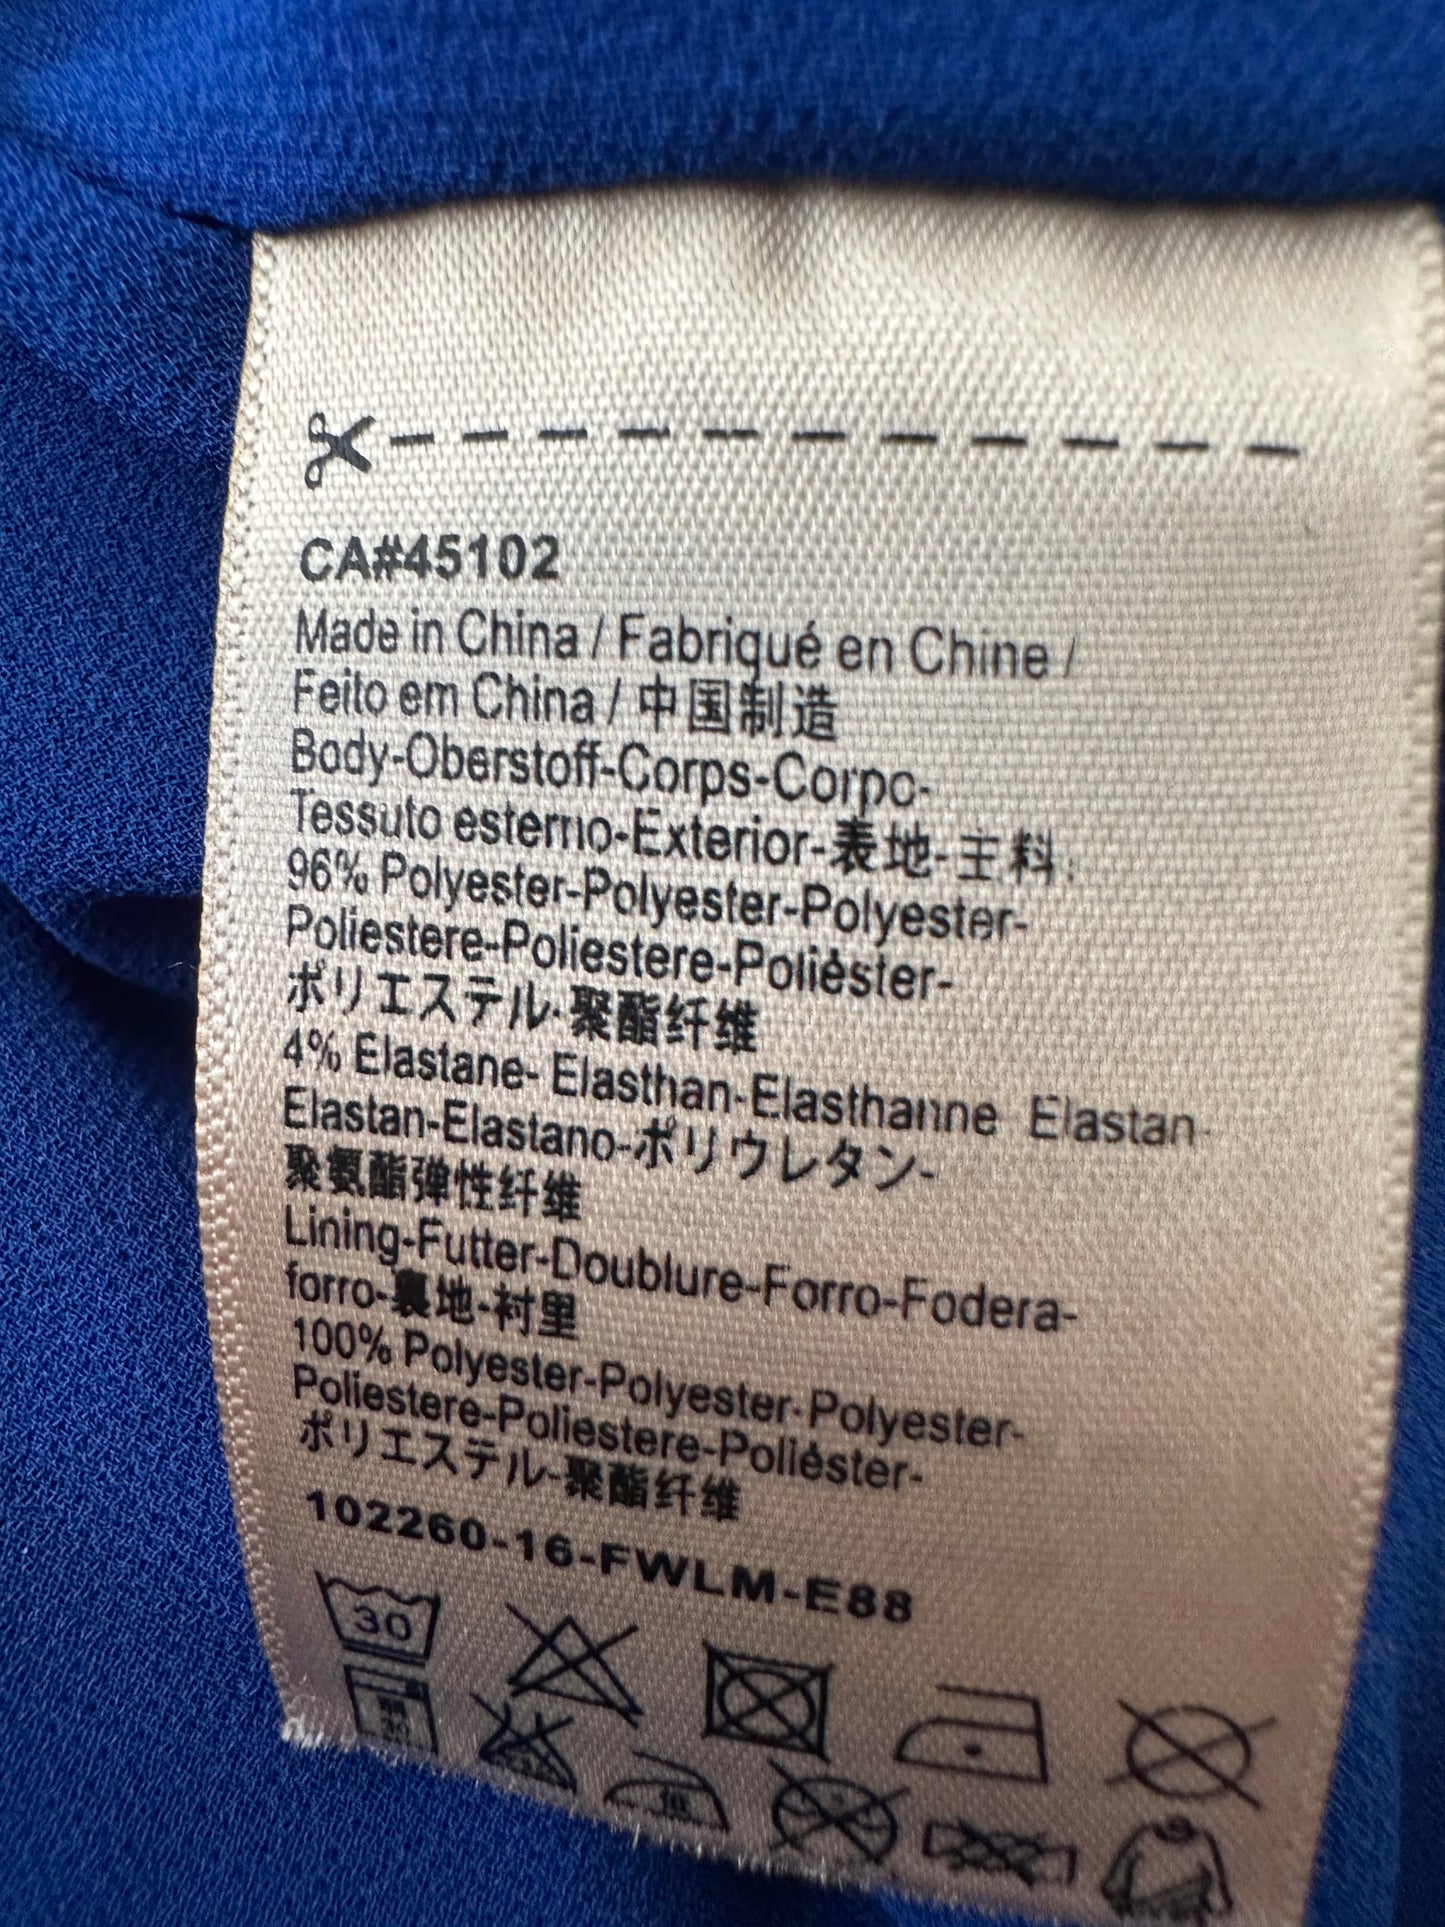 CA#45102
Made in China / Fabriqué en Chine /
Feito em China / 中国制造
Body-Oberstoff-Corps-Corpo-
Tessuto esterno-Exterior-表地-主料:
96% Polyester-Polyester-Polyester-
Poliestere-Poliestere-Poliéster-
ポリエステル-聚酯纤维
4% Elastane- Elasthan-Elasthanne Elastan-
Elastan-Elastano-ポリウレタン-
聚氨酯弹性纤维
Lining-Futter-Doublure-Forro-Fodera-
forro-裏地-衬里
100% Polyester-Polyester-Polyester-
Poliestere-Poliestere-Poliéster-
ポリエステル-聚酯纤维
102260-16-FWLM-E88
30